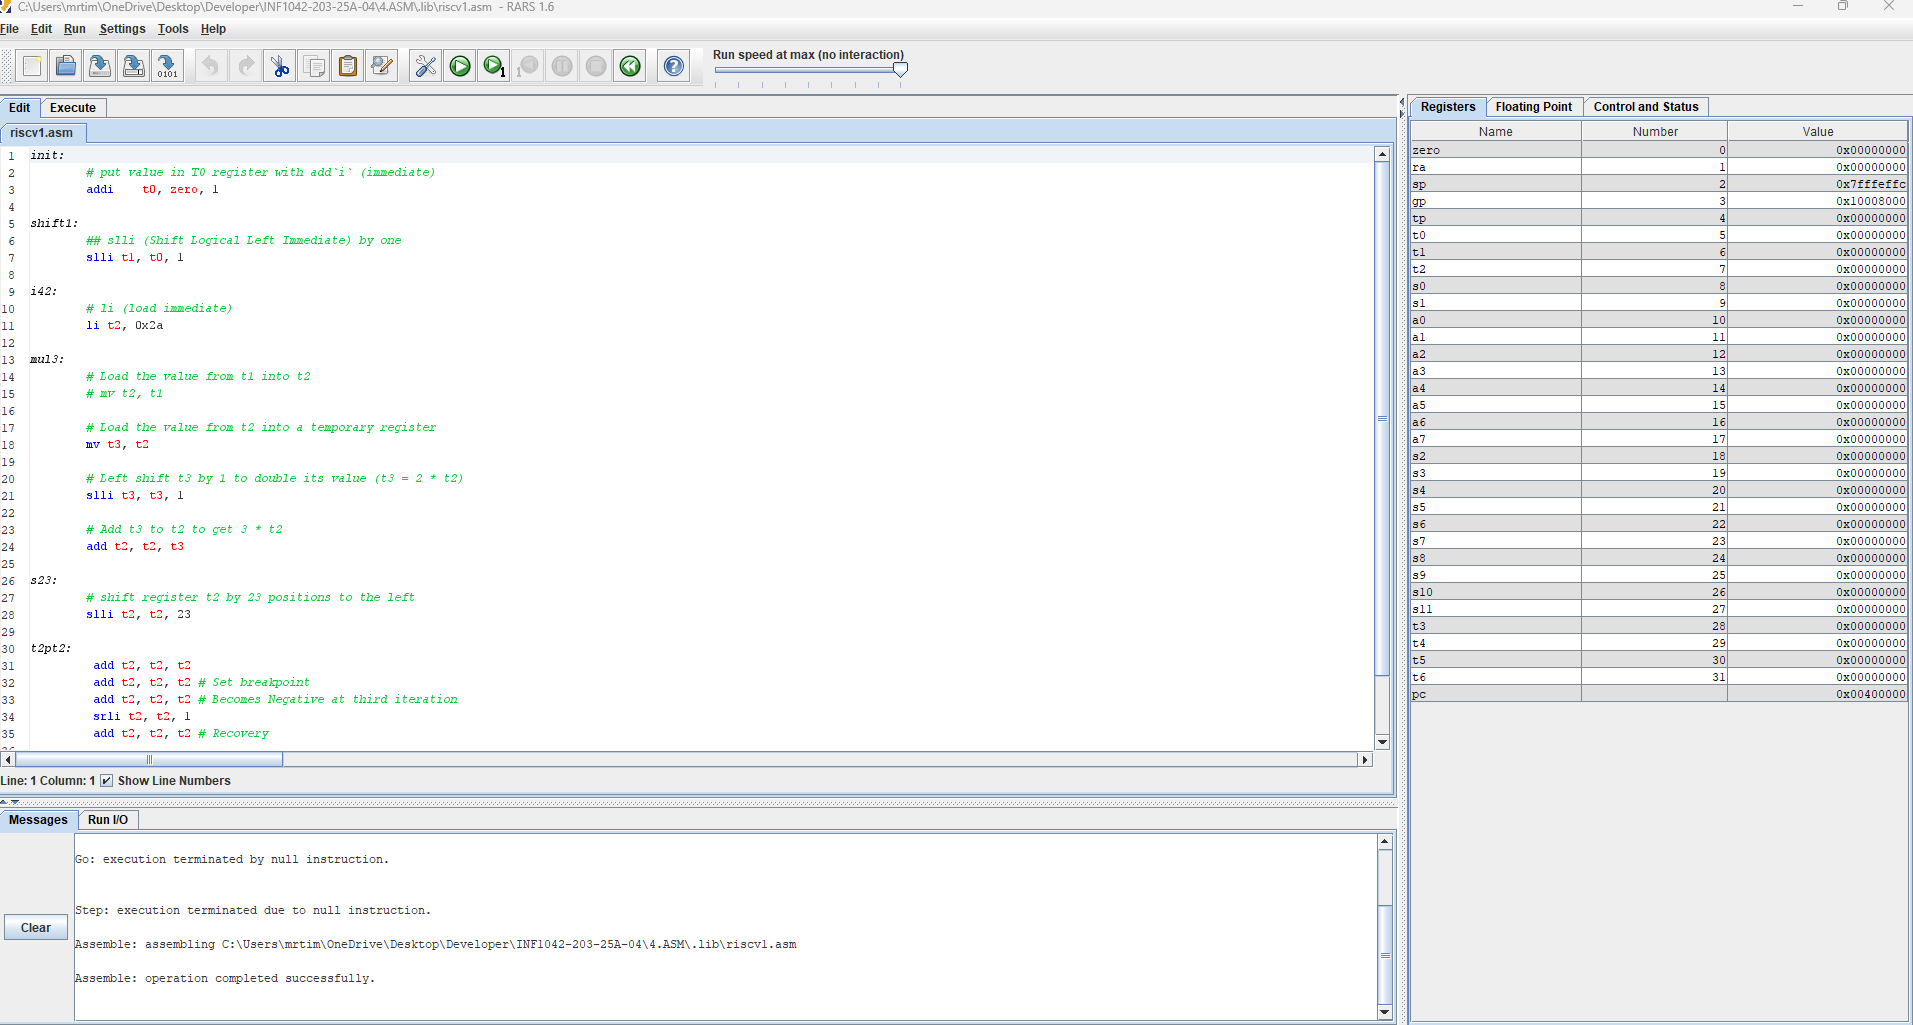 C:\Users\mrtim\OneDrive\Desktop\Developer\INF1042-203-25A-04\4.ASM\.lib\riscv1.asm - RARS 1.6
File Edit Run Settings Tools Help
Run speed at max (no interaction)
0101
1
1
Edit Execute
riscv1.asm
1 init:
2 # put value in T0 register with add`i` (immediate)
3 addi t0, zero, 1
4
5 shift1:
6 ## slli (Shift Logical Left Immediate) by one
7 slli t1, t0, 1
8
9 i42:
10 # li (load immediate)
11 li t2, 0x2a
12
13 mul3:
14 # Load the value from t1 into t2
15 # mv t2, t1
16
17 # Load the value from t2 into a temporary register
18 mv t3, t2
19
20 # Left shift t3 by 1 to double its value (t3 = 2 * t2)
21 slli t3, t3, 1
22
23 # Add t3 to t2 to get 3 * t2
24 add t2, t2, t3
25
26 s23:
27 # shift register t2 by 23 positions to the left
28 slli t2, t2, 23
29
30 t2pt2:
31 add t2, t2, t2
32 add t2, t2, t2 # Set breakpoint
33 add t2, t2, t2 # Becomes Negative at third iteration
34 srli t2, t2, 1
35 add t2, t2, t2 # Recovery
Line: 1 Column: 1 Show Line Numbers
Messages Run I/O
Clear
Go: execution terminated by null instruction.
Step: execution terminated due to null instruction.
Assemble: assembling C:\Users\mrtim\OneDrive\Desktop\Developer\INF1042-203-25A-04\4.ASM\.lib\riscv1.asm
Assemble: operation completed successfully.
Registers Floating Point Control and Status
Name Number Value
zero 0 0x00000000
ra 1 0x00000000
sp 2 0x7fffeffc
gp 3 0x10008000
tp 4 0x00000000
t0 5 0x00000000
t1 6 0x00000000
t2 7 0x00000000
s0 8 0x00000000
s1 9 0x00000000
a0 10 0x00000000
a1 11 0x00000000
a2 12 0x00000000
a3 13 0x00000000
a4 14 0x00000000
a5 15 0x00000000
a6 16 0x00000000
a7 17 0x00000000
s2 18 0x00000000
s3 19 0x00000000
s4 20 0x00000000
s5 21 0x00000000
s6 22 0x00000000
s7 23 0x00000000
s8 24 0x00000000
s9 25 0x00000000
s10 26 0x00000000
s11 27 0x00000000
t3 28 0x00000000
t4 29 0x00000000
t5 30 0x00000000
t6 31 0x00000000
pc 0x00400000